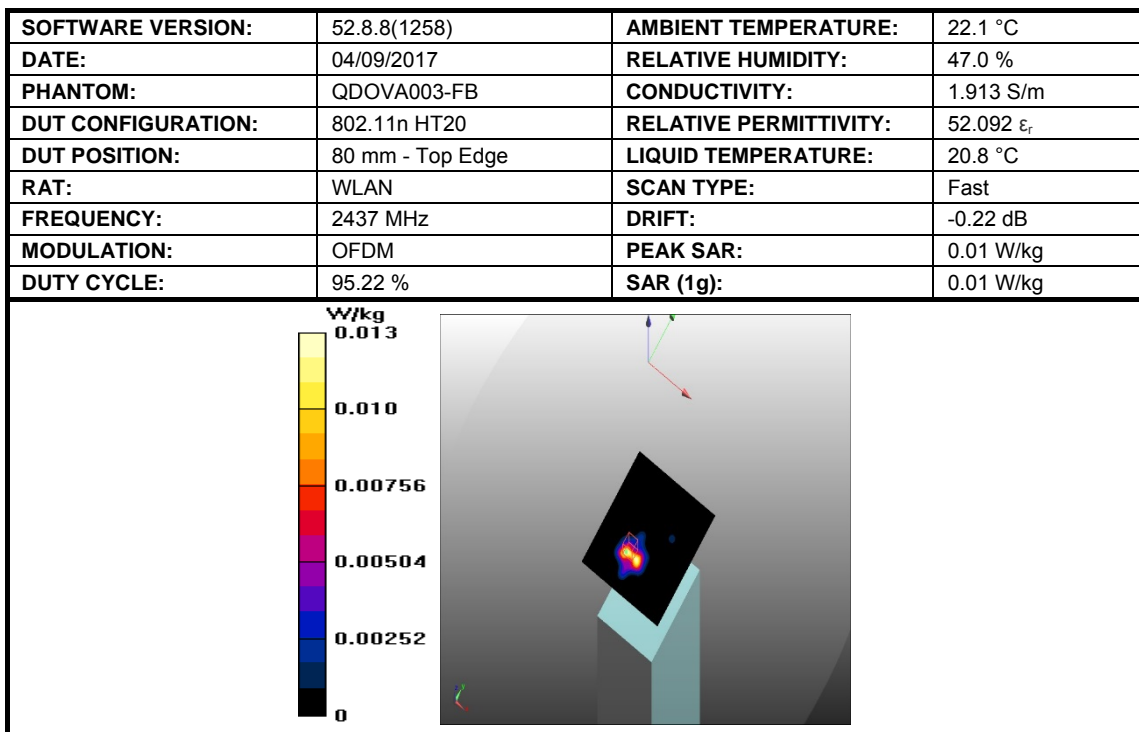 SOFTWARE VERSION: 52.8.8(1258) AMBIENT TEMPERATURE: 22.1 °C
DATE: 04/09/2017 RELATIVE HUMIDITY: 47.0 %
PHANTOM: QDOVA003-FB CONDUCTIVITY: 1.913 S/m
DUT CONFIGURATION: 802.11n HT20 RELATIVE PERMITTIVITY: 52.092 εr
DUT POSITION: 80 mm - Top Edge LIQUID TEMPERATURE: 20.8 °C
RAT: WLAN SCAN TYPE: Fast
FREQUENCY: 2437 MHz DRIFT: -0.22 dB
MODULATION: OFDM PEAK SAR: 0.01 W/kg
DUTY CYCLE: 95.22 % SAR (1g): 0.01 W/kg
W/kg
0.013
0.010
0.00756
0.00504
0.00252
0